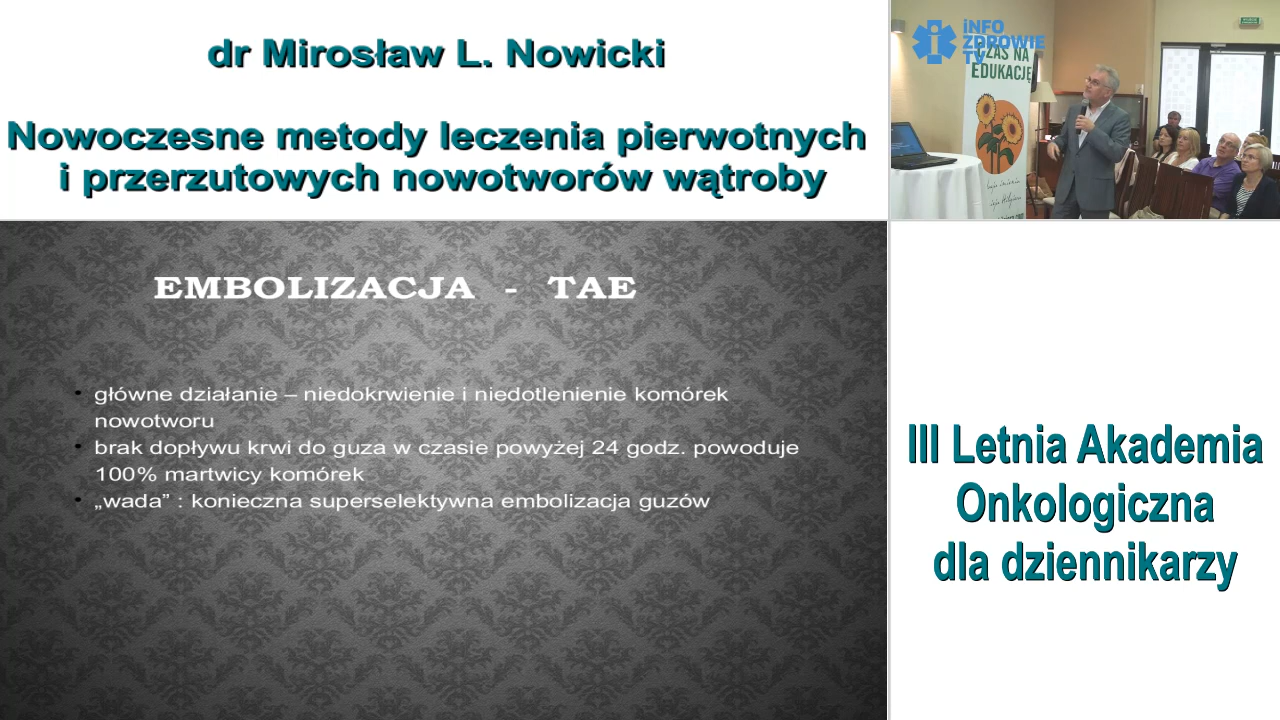 dr Mirosław L. Nowicki
Nowoczesne metody leczenia pierwotnych
i przerzutowych nowotworów wątroby
iNFO
ZDROWIE
TV
CZAS NA
EDUKACJĘ
EMBOLIZACJA - TAE
• główne działanie – niedokrwienie i niedotlenienie komórek
nowotworu
• brak dopływu krwi do guza w czasie powyżej 24 godz. powoduje
100% martwicy komórek
• „wada” : konieczna superselektywna embolizacja guzów
III Letnia Akademia
Onkologiczna
dla dziennikarzy